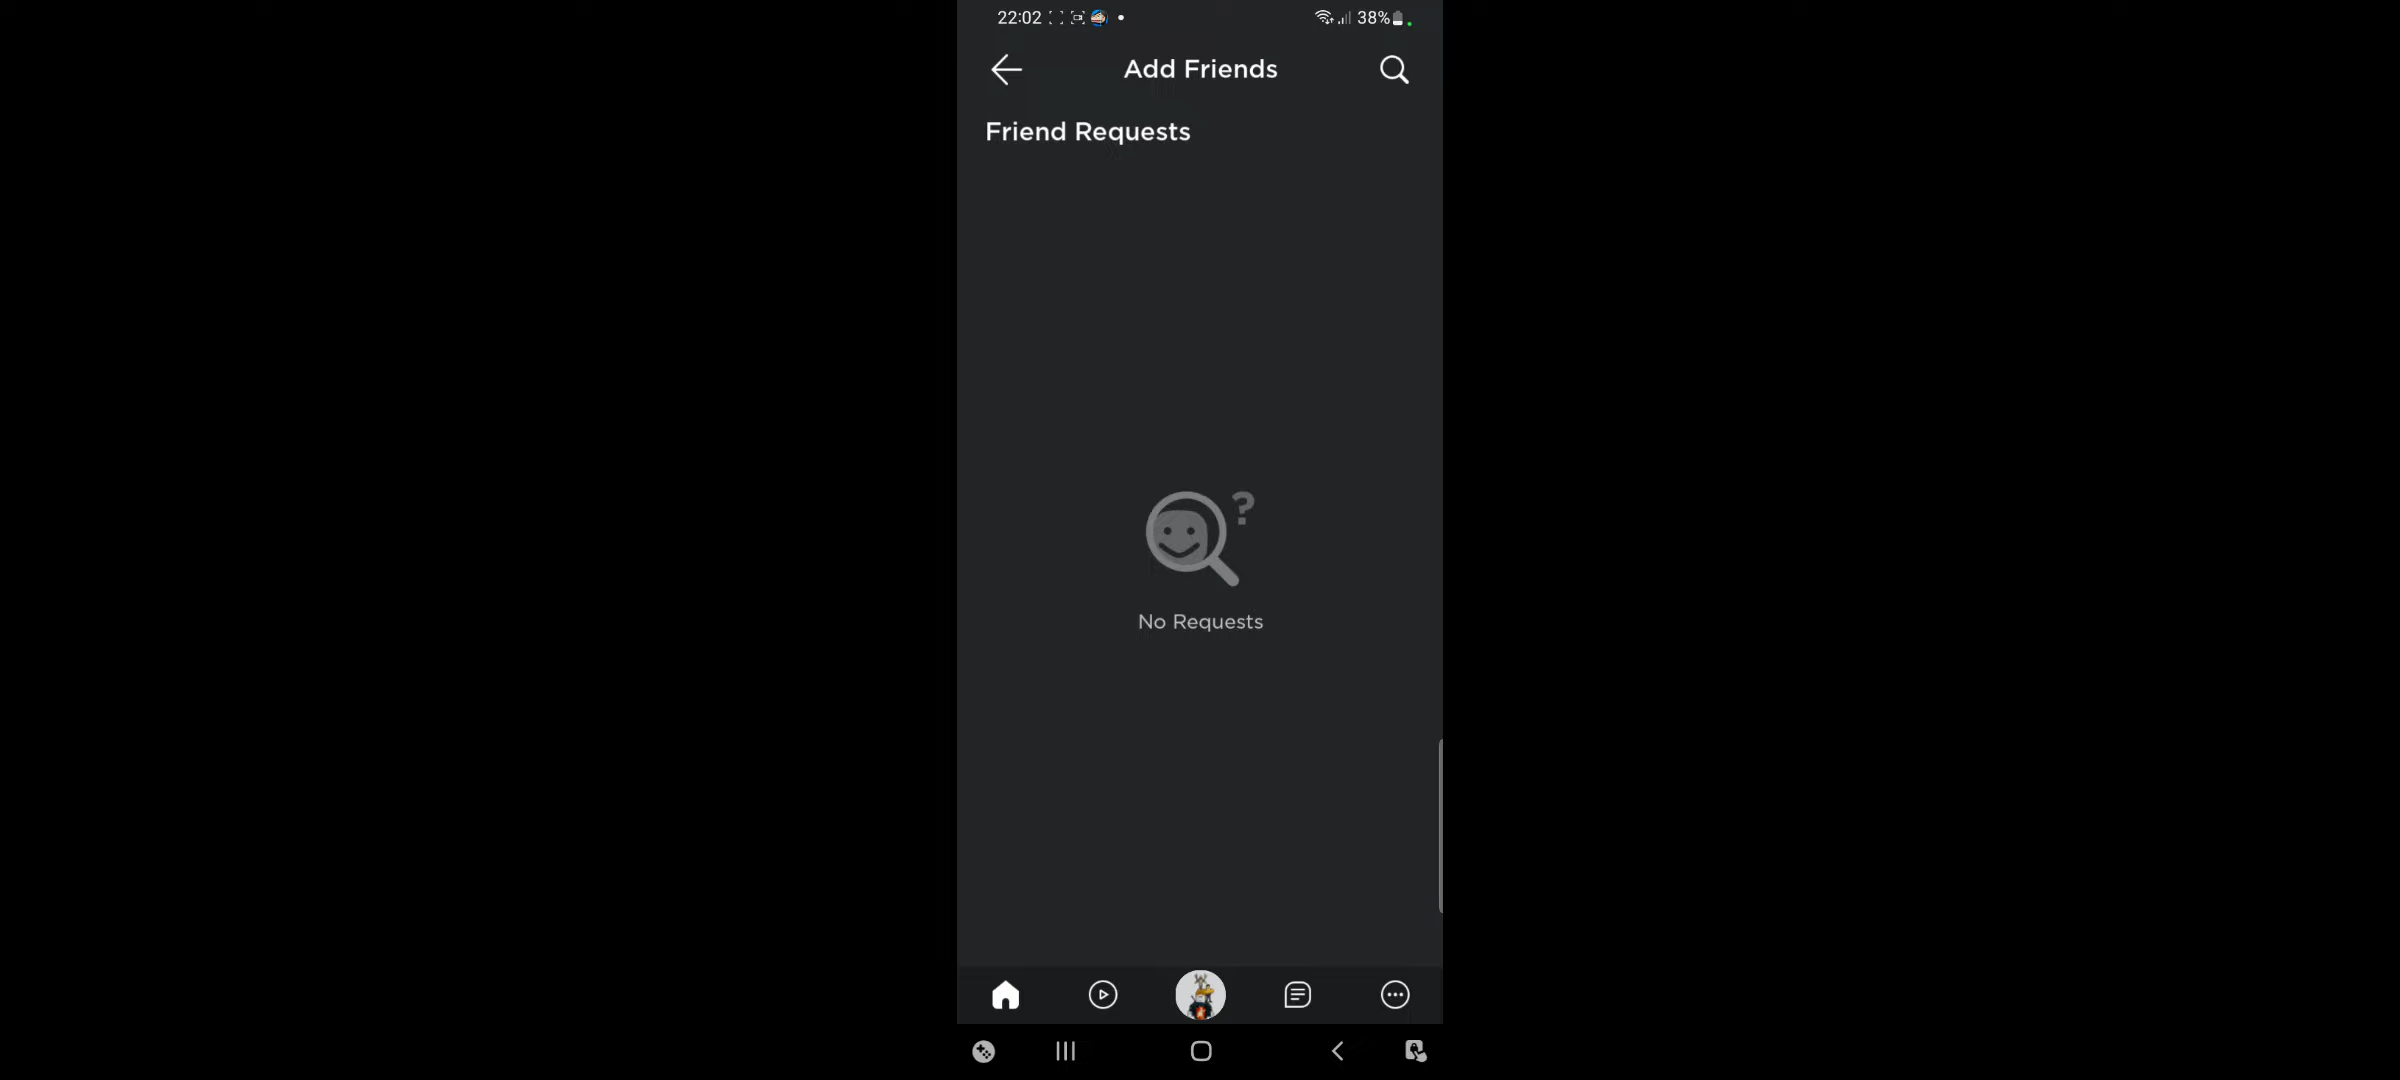 22:02
38%
Add Friends
Friend Requests
?
No Requests